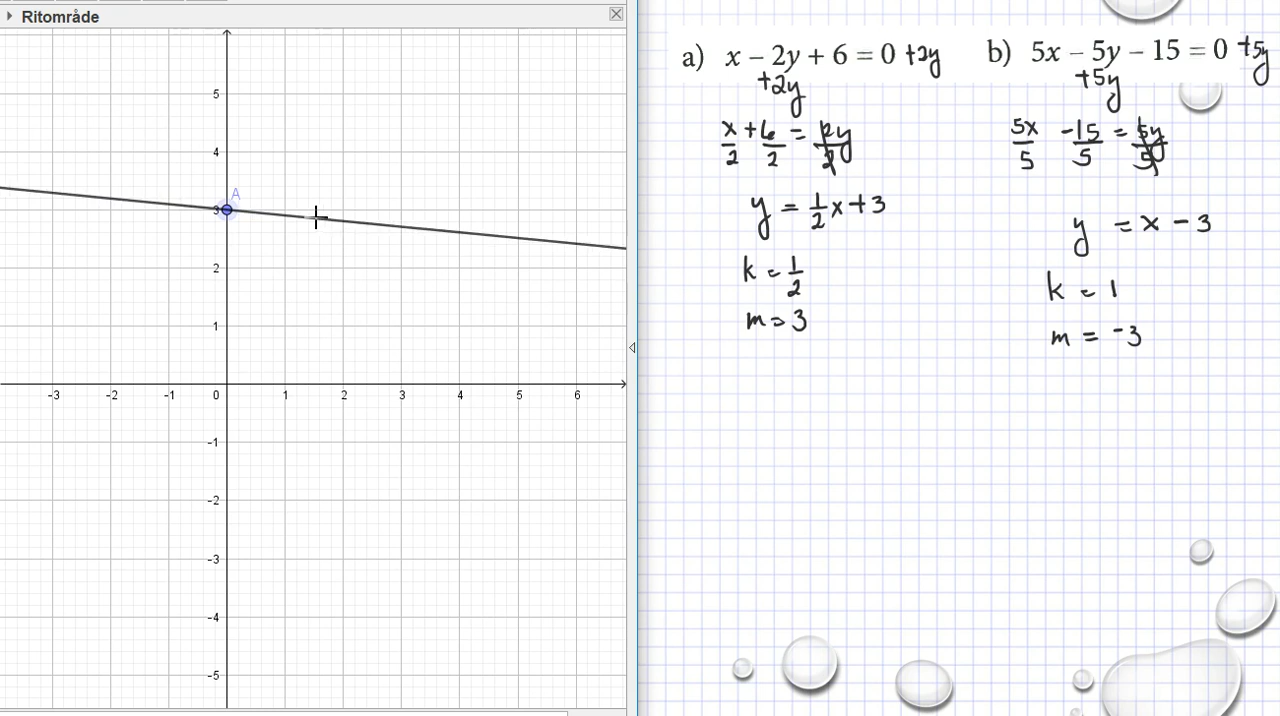 Ritområde
A
5
4
3
2
1
-3 -2 -1 0 1 2 3 4 5 6
-1
-2
-3
-4
-5
a) x − 2y + 6 = 0 +2y
+2y
x/2 + 6/2 = 2y/2
y = 1/2 x + 3
k = 1/2
m = 3
b) 5x − 5y − 15 = 0 +5y
+5y
5x/5 -15/5 = 5y/5
y = x − 3
k = 1
m = -3